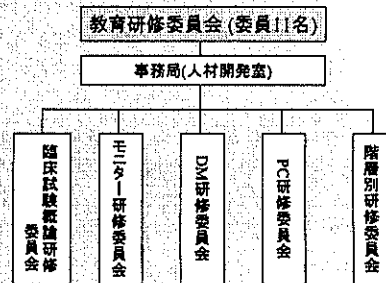 教育研修委員会(委員11名)
事務局(人材開発室)
臨床試験概論研修
委員会
モニター研修委員会
DM研修委員会
PC研修委員会
階層別研修委員会